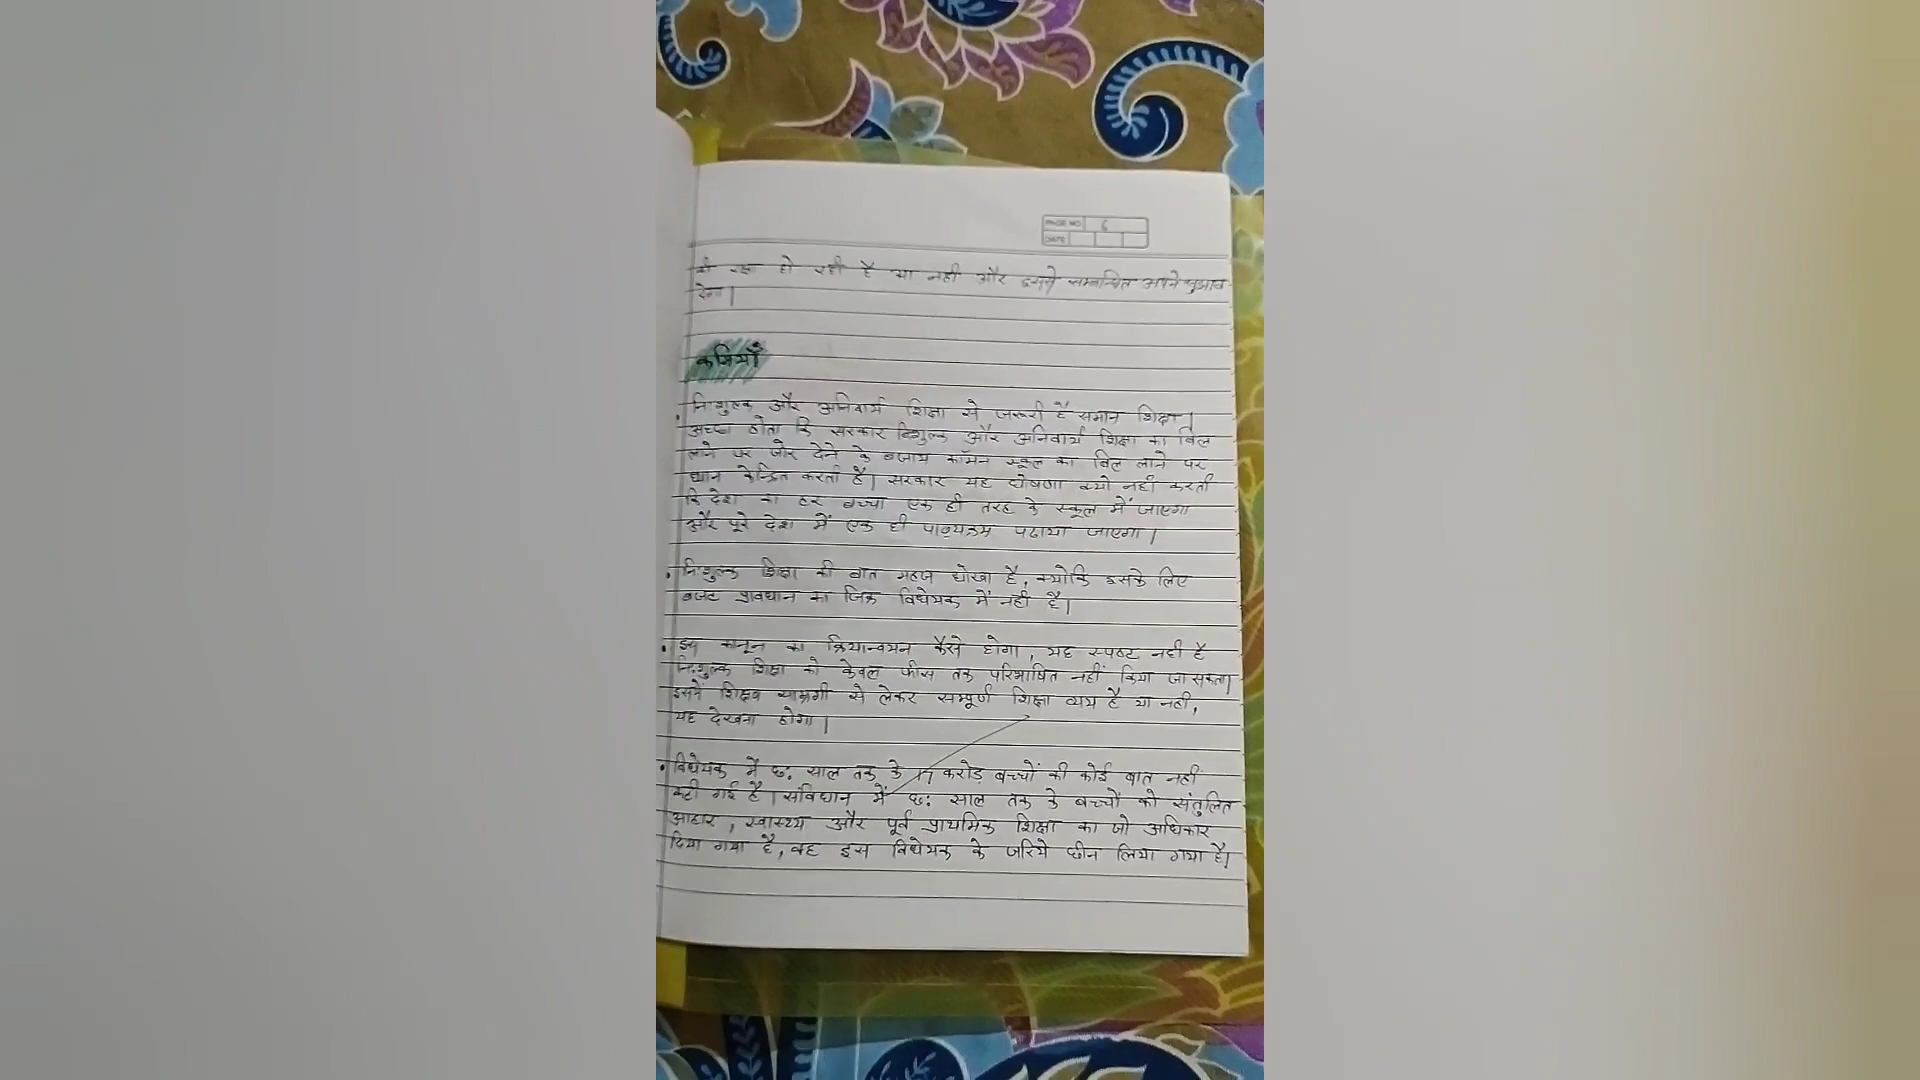 PAGE NO. 6
DATE
की रक्षा हो रही है या नहीं और इससे सम्बन्धित अपने सुझाव
देगा।
कमियाँ
निःशुल्क और अनिवार्य शिक्षा से जरूरी है समान शिक्षा।
अच्छा होता कि सरकार निशुल्क और अनिवार्य शिक्षा का बिल
लाने पर जोर देने के बजाय कॉमन स्कूल का बिल लाने पर
ध्यान केन्द्रित करती है। सरकार यह घोषणा क्यो नहीं करती
कि देश का हर बच्चा एक ही तरह के स्कूल में जाएगा
और पूरे देश में एक ही पाठ्यक्रम पढाया जाएगा।
• निःशुल्क शिक्षा की बात महज धोखा है, क्योकि इसके लिए
बजट प्रावधान का जिक्र विधेयक में नहीं है।
• इस कानून का क्रियान्वयन कैसे होगा, यह स्पष्ट नही है
निःशुल्क शिक्षा को केवल फीस तक परिभाषित नहीं किया जा सकता।
इसमें शिक्षण सामग्री से लेकर सम्पूर्ण शिक्षा व्यय है या नही,
यह देखना होगा।
• विधेयक में छः साल तक के 17 करोड़ बच्चों की कोई बात नही
कही गई है। संविधान में छः साल तक के बच्चों को संतुलित
आहार, स्वास्थ्य और पूर्व प्राथमिक शिक्षा का जो अधिकार
दिया गया है, वह इस विधेयक के जरिये छीन लिया गया है।